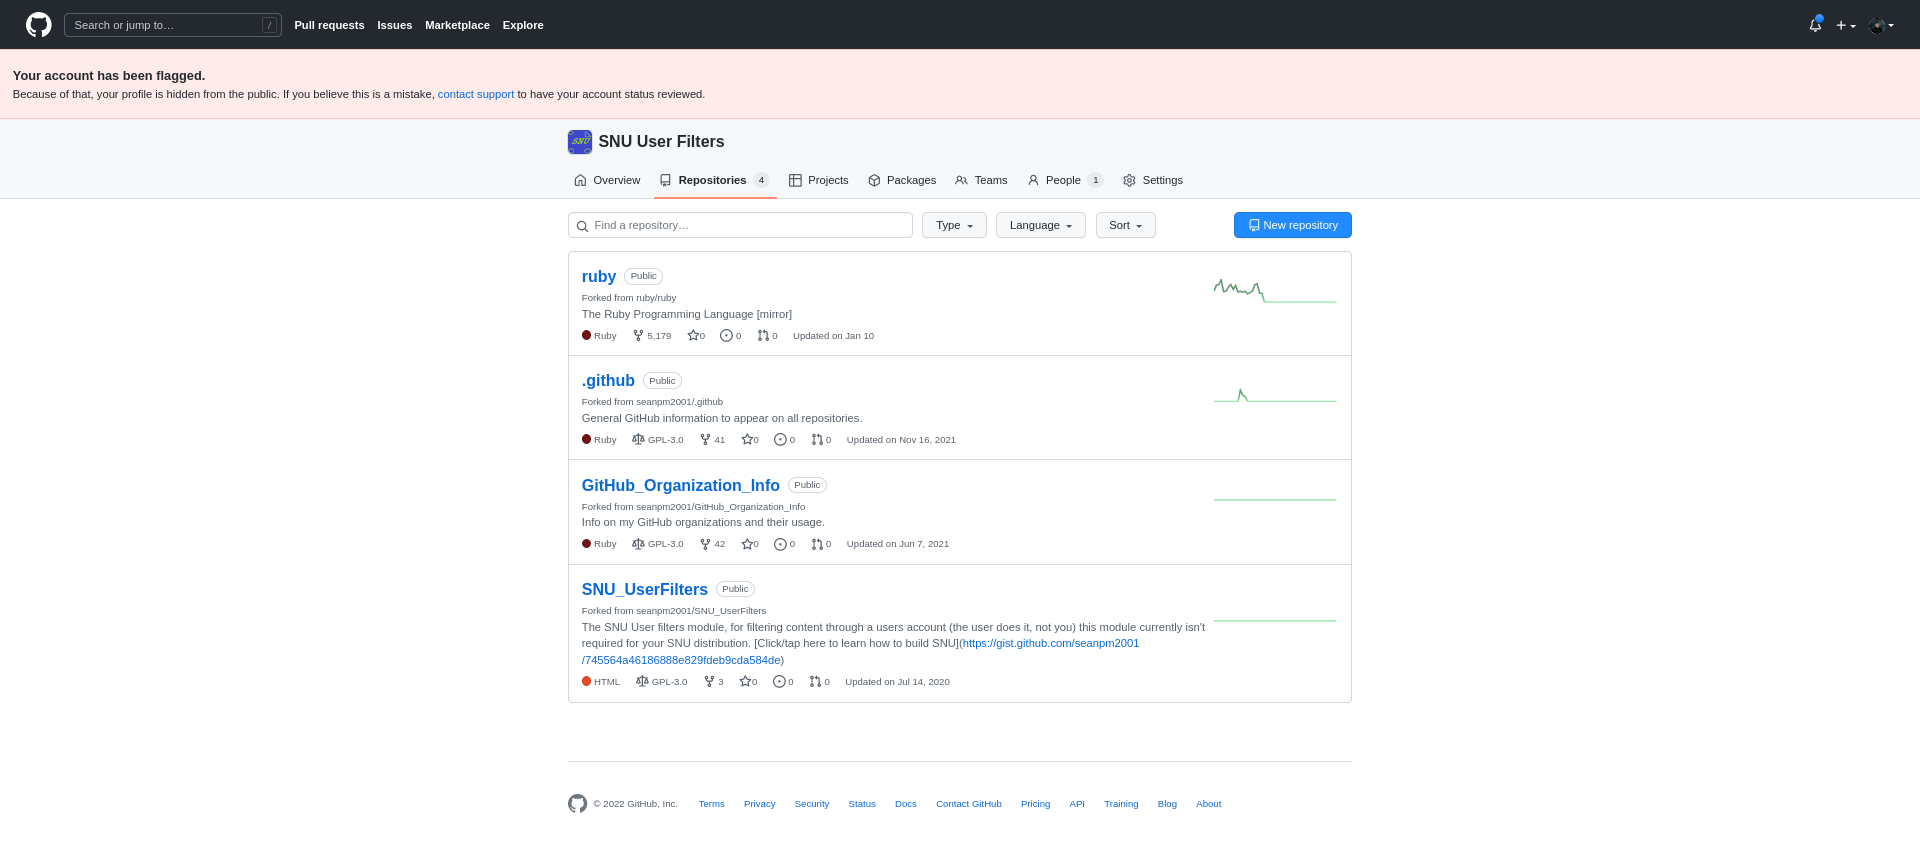 Search or jump to… /
Pull requests Issues Marketplace Explore
Your account has been flagged.
Because of that, your profile is hidden from the public. If you believe this is a mistake, contact support to have your account status reviewed.
SNU
SNU User Filters
Overview Repositories 4 Projects Packages Teams People 1 Settings
Find a repository… Type Language Sort New repository
ruby Public
Forked from ruby/ruby
The Ruby Programming Language [mirror]
Ruby 5,179 0 0 0 Updated on Jan 10
.github Public
Forked from seanpm2001/.github
General GitHub information to appear on all repositories.
Ruby GPL-3.0 41 0 0 0 Updated on Nov 16, 2021
GitHub_Organization_Info Public
Forked from seanpm2001/GitHub_Organization_Info
Info on my GitHub organizations and their usage.
Ruby GPL-3.0 42 0 0 0 Updated on Jun 7, 2021
SNU_UserFilters Public
Forked from seanpm2001/SNU_UserFilters
The SNU User filters module, for filtering content through a users account (the user does it, not you) this module currently isn't
required for your SNU distribution. [Click/tap here to learn how to build SNU](https://gist.github.com/seanpm2001
/745564a46186888e829fdeb9cda584de)
HTML GPL-3.0 3 0 0 0 Updated on Jul 14, 2020
© 2022 GitHub, Inc. Terms Privacy Security Status Docs Contact GitHub Pricing API Training Blog About